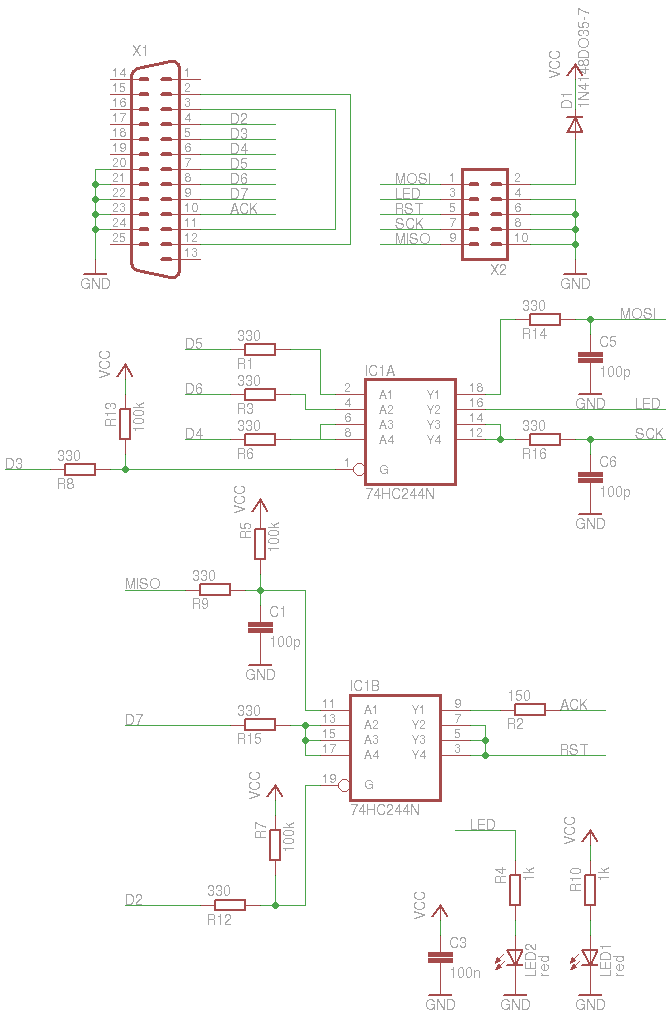 X1
14 1
15 2
16 3
17 4 D2
18 5 D3
19 6 D4
20 7 D5
21 8 D6
22 9 D7
23 10 ACK
24 11
25 12
13
GND
VCC
1N4148DO35-7
D1
MOSI 1 2
LED 3 4
RST 5 6
SCK 7 8
MISO 9 10
X2
GND
D5 330
R1
D6 330
R3
D4 330
R6
VCC
R13
100k
D3 330
R8
IC1A
2 A1 Y1 18
4 A2 Y2 16
6 A3 Y3 14
8 A4 Y4 12
1 G
74HC244N
330
R14
MOSI
C5
100p
GND
LED
330
R16
SCK
C6
100p
GND
VCC
R5
100k
MISO 330
R9
C1
100p
GND
IC1B
11 A1 Y1 9
13 A2 Y2 7
15 A3 Y3 5
17 A4 Y4 3
19 G
74HC244N
D7 330
R15
150
R2
ACK
RST
VCC
R7
100k
D2 330
R12
VCC
C3
100n
GND
LED
R4
1k
LED2
red
GND
VCC
R10
1k
LED1
red
GND